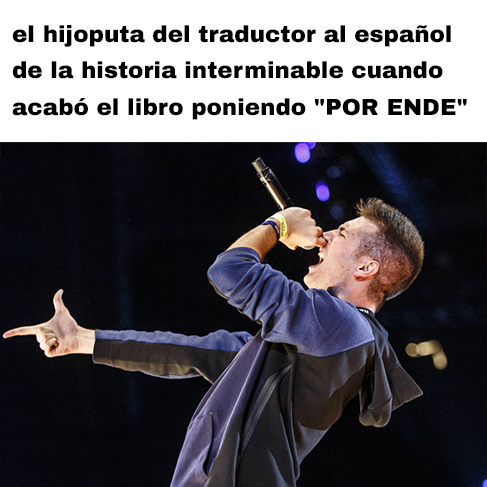 el hijoputa del traductor al español
de la historia interminable cuando
acabó el libro poniendo "POR ENDE"